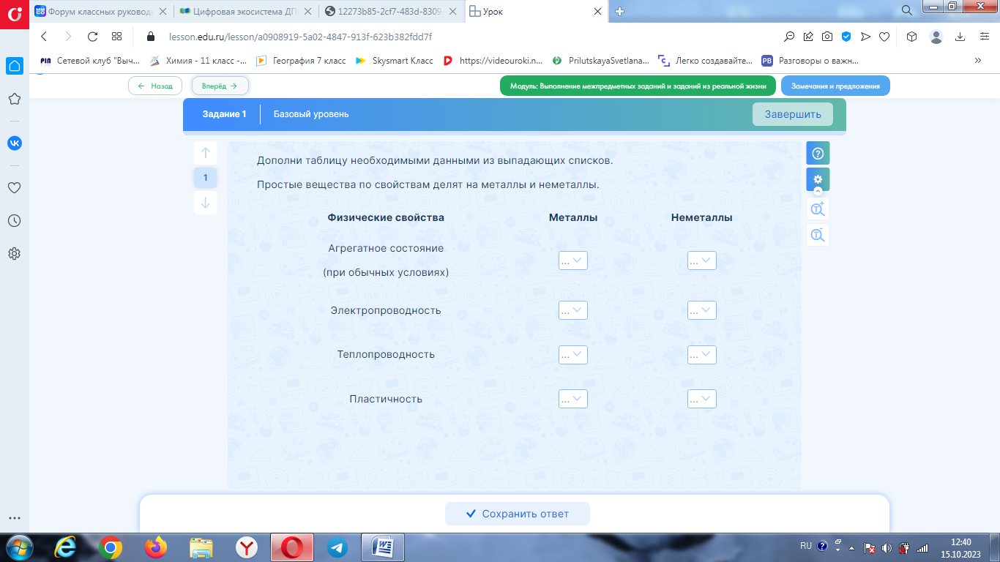 Форум классных руковод
Цифровая экосистема ДП
12273b85-2cf7-483d-8309
Урок
lesson.edu.ru/lesson/a0908919-5a02-4847-913f-623b382fdd7f
Сетевой клуб "Выч...
Химия - 11 класс -...
География 7 класс
Skysmart Класс
https://videouroki.n...
PrilutskayaSvetlana...
Легко создавайте...
РВ
Разговоры о важн...
Назад
Вперёд
Модуль: Выполнение межпредметных заданий и заданий из реальной жизни
Замечания и предложения
Задание 1
Базовый уровень
Завершить
1
Дополни таблицу необходимыми данными из выпадающих списков.
Простые вещества по свойствам делят на металлы и неметаллы.
Физические свойства Металлы Неметаллы
Агрегатное состояние
(при обычных условиях) ... ...
Электропроводность ... ...
Теплопроводность ... ...
Пластичность ... ...
Сохранить ответ
RU
12:40
15.10.2023